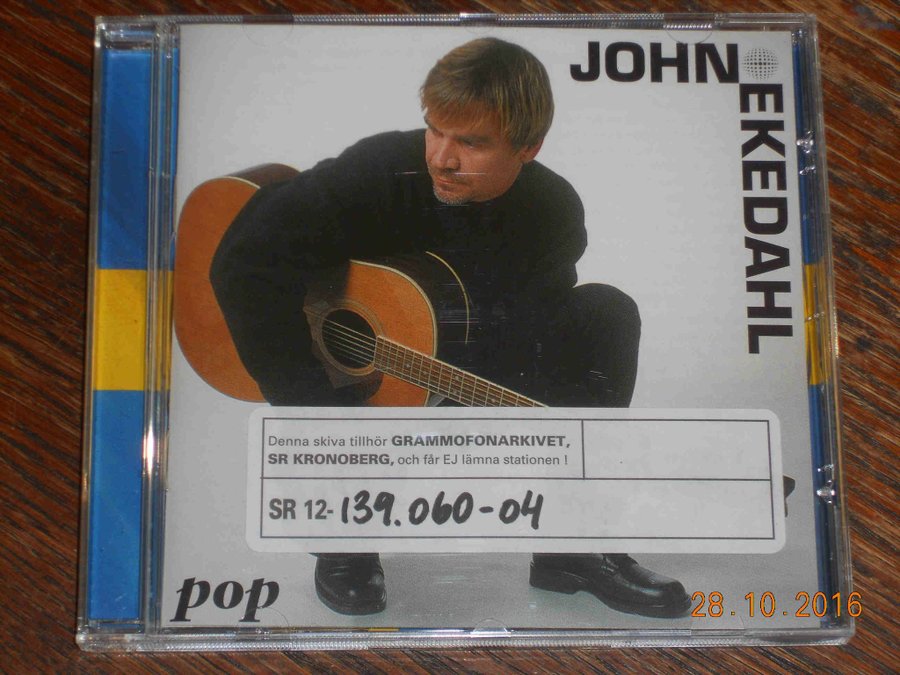 JOHN
EKEDAHL
Denna skiva tillhör GRAMMOFONARKIVET,
SR KRONOBERG, och får EJ lämna stationen !
SR 12-139.060-04
pop
28.10.2016